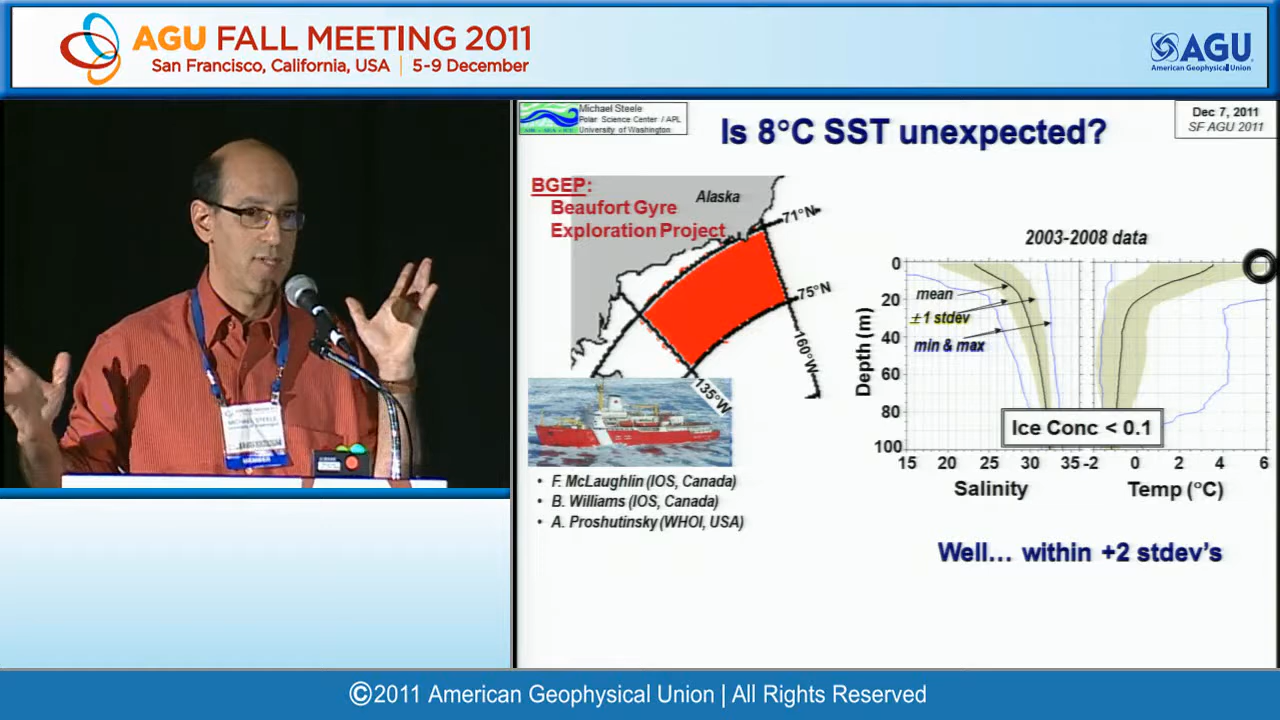 AGU FALL MEETING 2011
San Francisco, California, USA | 5-9 December
AGU
American Geophysical Union
Michael Steele
Polar Science Center / APL
University of Washington
Is 8°C SST unexpected?
Dec 7, 2011
SF AGU 2011
BGEP:
Beaufort Gyre
Exploration Project
Alaska
71°N
75°N
160°W
135°W
2003-2008 data
mean
±1 stdev
min & max
Depth (m)
0
20
40
60
80
100
Ice Conc < 0.1
15 20 25 30 35 -2 0 2 4 6
Salinity
Temp (°C)
• F. McLaughlin (IOS, Canada)
• B. Williams (IOS, Canada)
• A. Proshutinsky (WHOI, USA)
Well... within +2 stdev's
MICHAEL STEELE
MEMBER
©2011 American Geophysical Union | All Rights Reserved